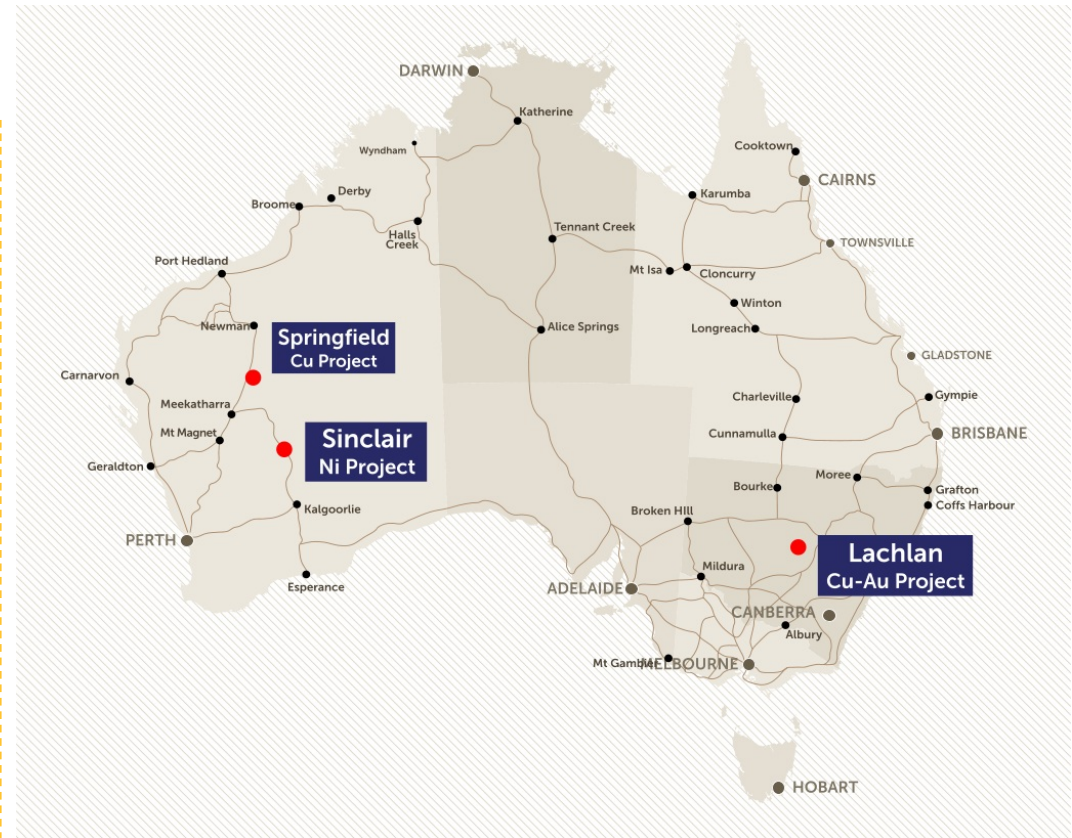 DARWIN
Katherine
Wyndham
Cooktown
CAIRNS
Derby
Karumba
Broome
Halls
Creek
Tennant Creek
TOWNSVILLE
Port Hedland
Mt Isa
Cloncurry
Winton
Newman
Springfield
Cu Project
Alice Springs
Longreach
GLADSTONE
Carnarvon
Meekatharra
Charleville
Gympie
Mt Magnet
Sinclair
Ni Project
Cunnamulla
BRISBANE
Geraldton
Moree
Bourke
Grafton
Coffs Harbour
Kalgoorlie
Broken HIll
PERTH
Lachlan
Cu-Au Project
Mildura
Esperance
ADELAIDE
CANBERRA
Albury
Mt Gambier
MELBOURNE
HOBART